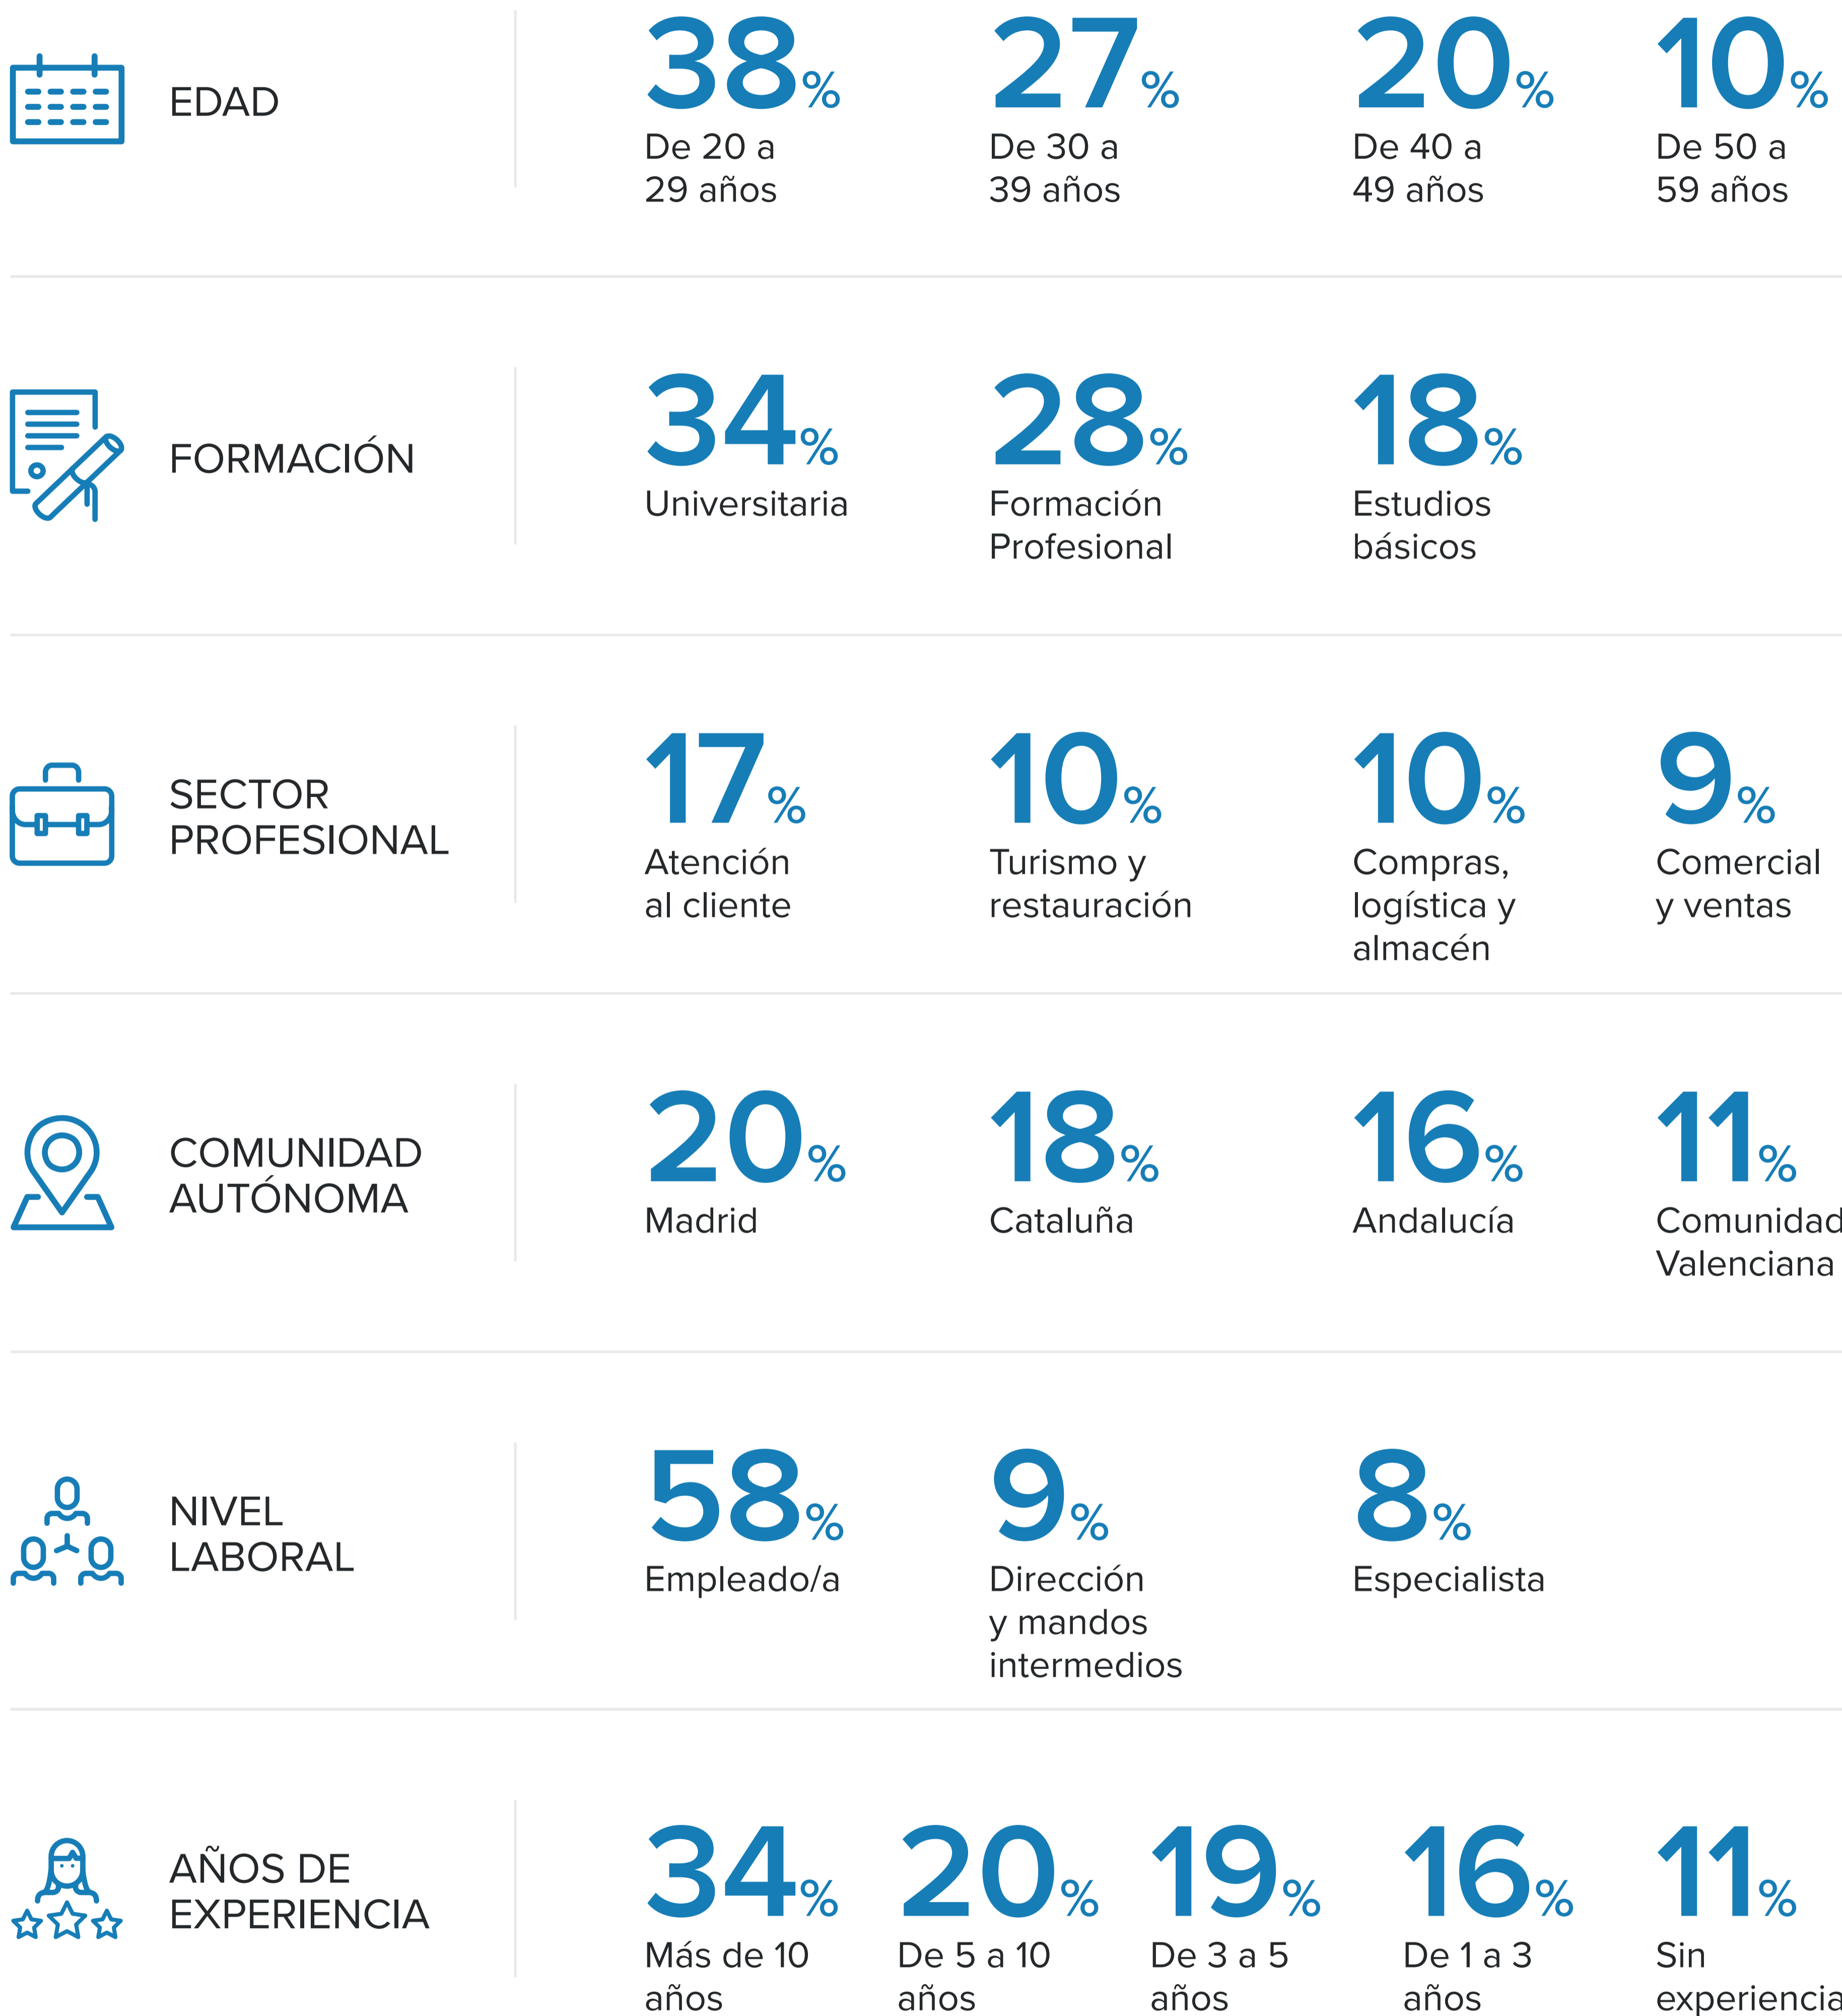 EDAD
38%
De 20 a
29 años
27%
De 30 a
39 años
20%
De 40 a
49 años
10%
De 50 a
59 años
FORMACIÓN
34%
Universitaria
28%
Formación
Profesional
18%
Estudios
básicos
SECTOR
PROFESIONAL
17%
Atención
al cliente
10%
Turismo y
restauración
10%
Compras,
logística y
almacén
9%
Comercial
y ventas
COMUNIDAD
AUTÓNOMA
20%
Madrid
18%
Cataluña
16%
Andalucía
11%
Comunidad
Valenciana
NIVEL
LABORAL
58%
Empleado/a
9%
Dirección
y mandos
intermedios
8%
Especialista
AÑOS DE
EXPERIENCIA
34%
Más de 10
años
20%
De 5 a 10
años
19%
De 3 a 5
años
16%
De 1 a 3
años
11%
Sin
experiencia